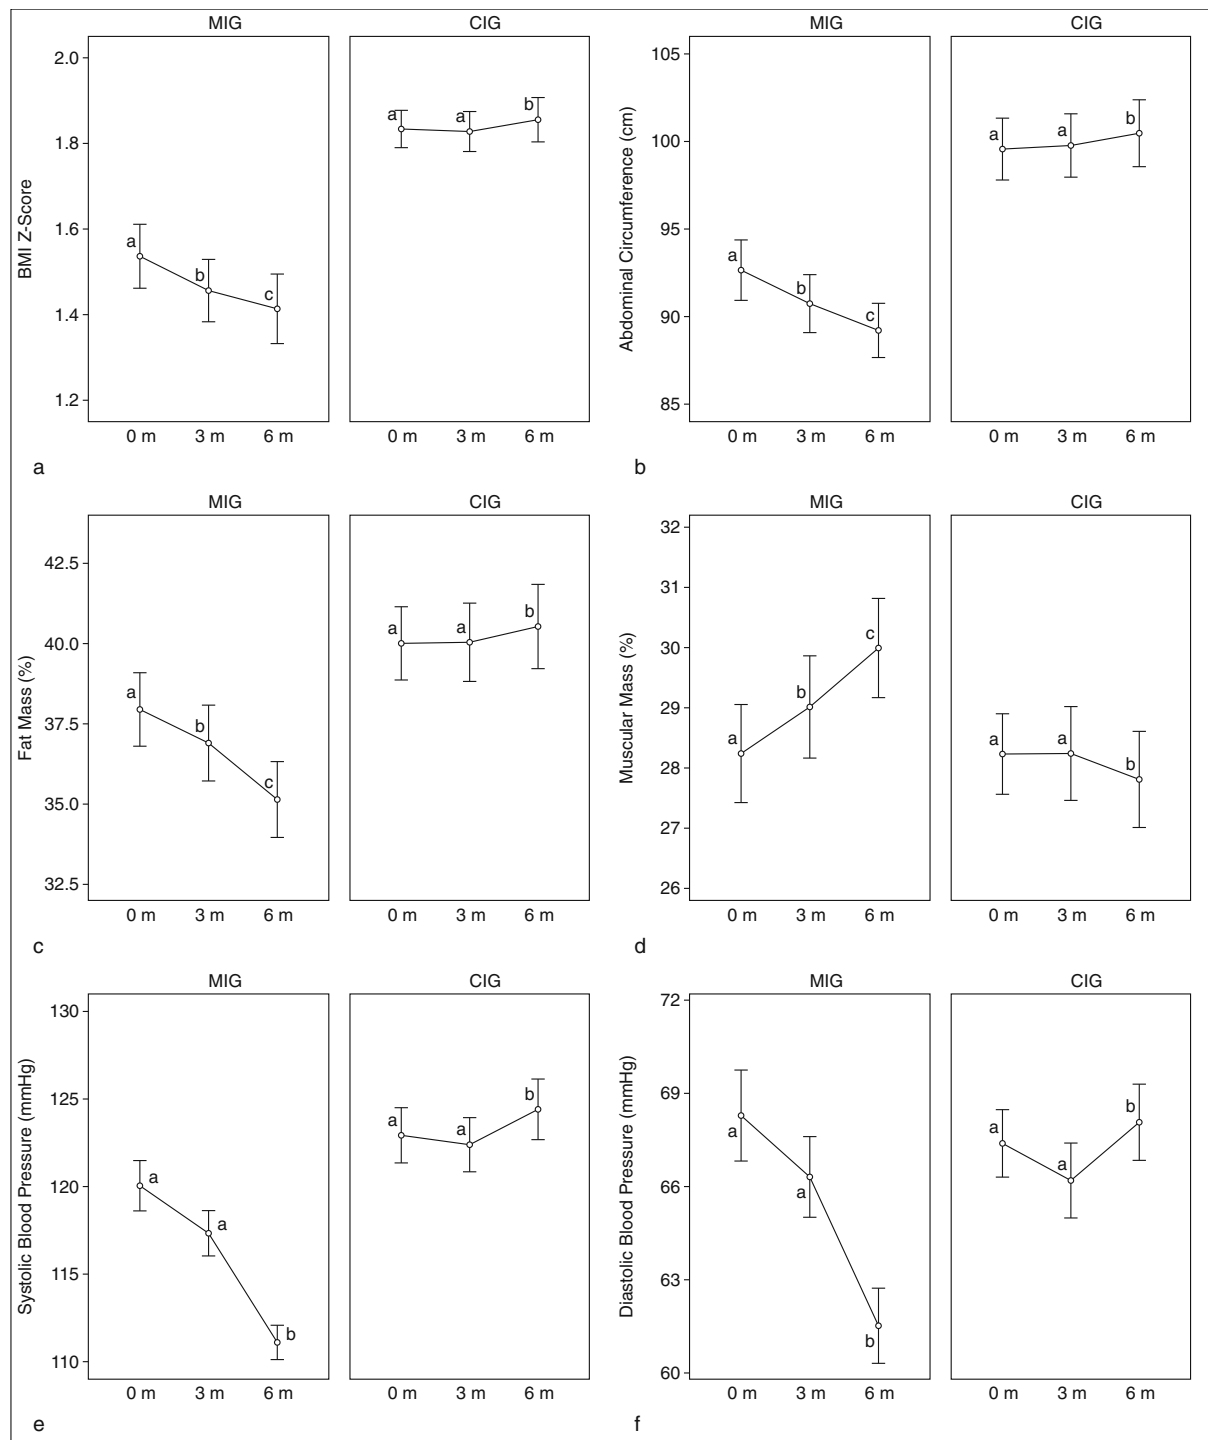 MIG CIG
BMI Z-Score
2.0
1.8
1.6
1.4
1.2
a b c
a a b
0 m 3 m 6 m 0 m 3 m 6 m
a
MIG CIG
Abdominal Circumference (cm)
105
100
95
90
85
a b c
a a b
0 m 3 m 6 m 0 m 3 m 6 m
b
MIG CIG
Fat Mass (%)
42.5
40.0
37.5
35.0
32.5
a b c
a a b
0 m 3 m 6 m 0 m 3 m 6 m
c
MIG CIG
Muscular Mass (%)
32
31
30
29
28
27
26
a b c
a a b
0 m 3 m 6 m 0 m 3 m 6 m
d
MIG CIG
Systolic Blood Pressure (mmHg)
130
125
120
115
110
a a b
a a b
0 m 3 m 6 m 0 m 3 m 6 m
e
MIG CIG
Diastolic Blood Pressure (mmHg)
72
69
66
63
60
a a b
a a b
0 m 3 m 6 m 0 m 3 m 6 m
f